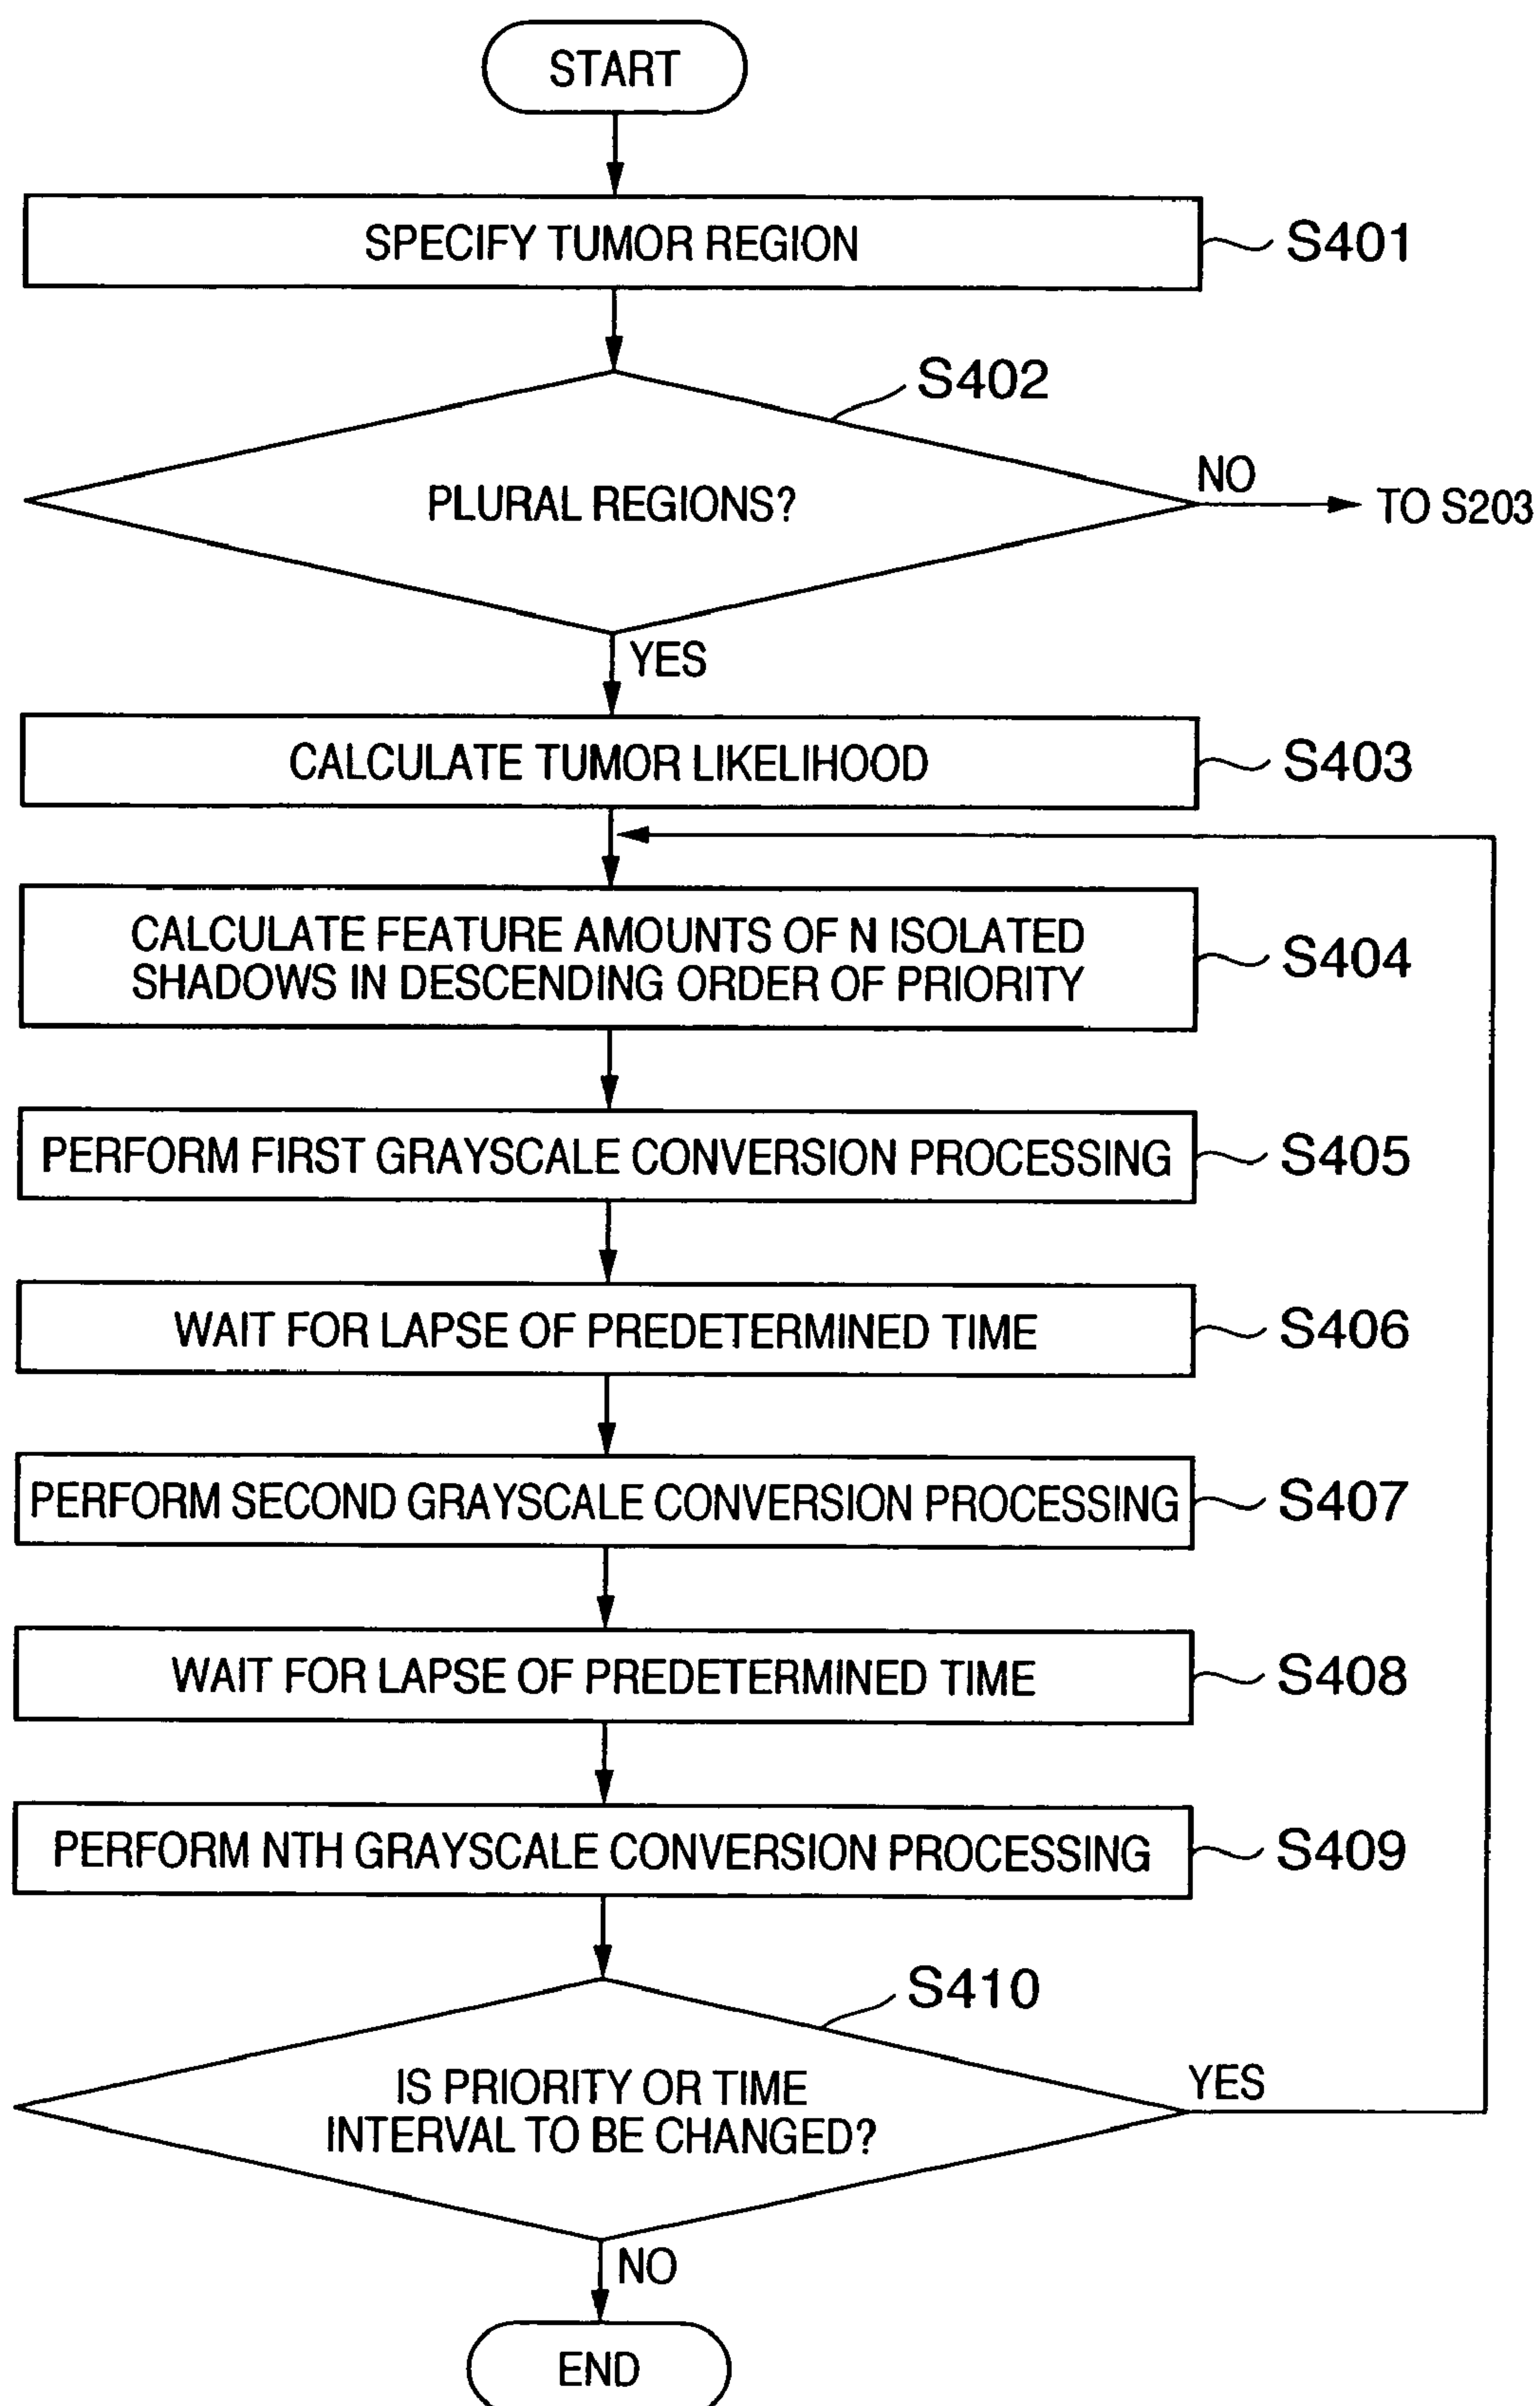 START
SPECIFY TUMOR REGION
S401
S402
PLURAL REGIONS?
NO
TO S203
YES
CALCULATE TUMOR LIKELIHOOD
S403
CALCULATE FEATURE AMOUNTS OF N ISOLATED
SHADOWS IN DESCENDING ORDER OF PRIORITY
S404
PERFORM FIRST GRAYSCALE CONVERSION PROCESSING
S405
WAIT FOR LAPSE OF PREDETERMINED TIME
S406
PERFORM SECOND GRAYSCALE CONVERSION PROCESSING
S407
WAIT FOR LAPSE OF PREDETERMINED TIME
S408
PERFORM NTH GRAYSCALE CONVERSION PROCESSING
S409
S410
IS PRIORITY OR TIME
INTERVAL TO BE CHANGED?
YES
NO
END